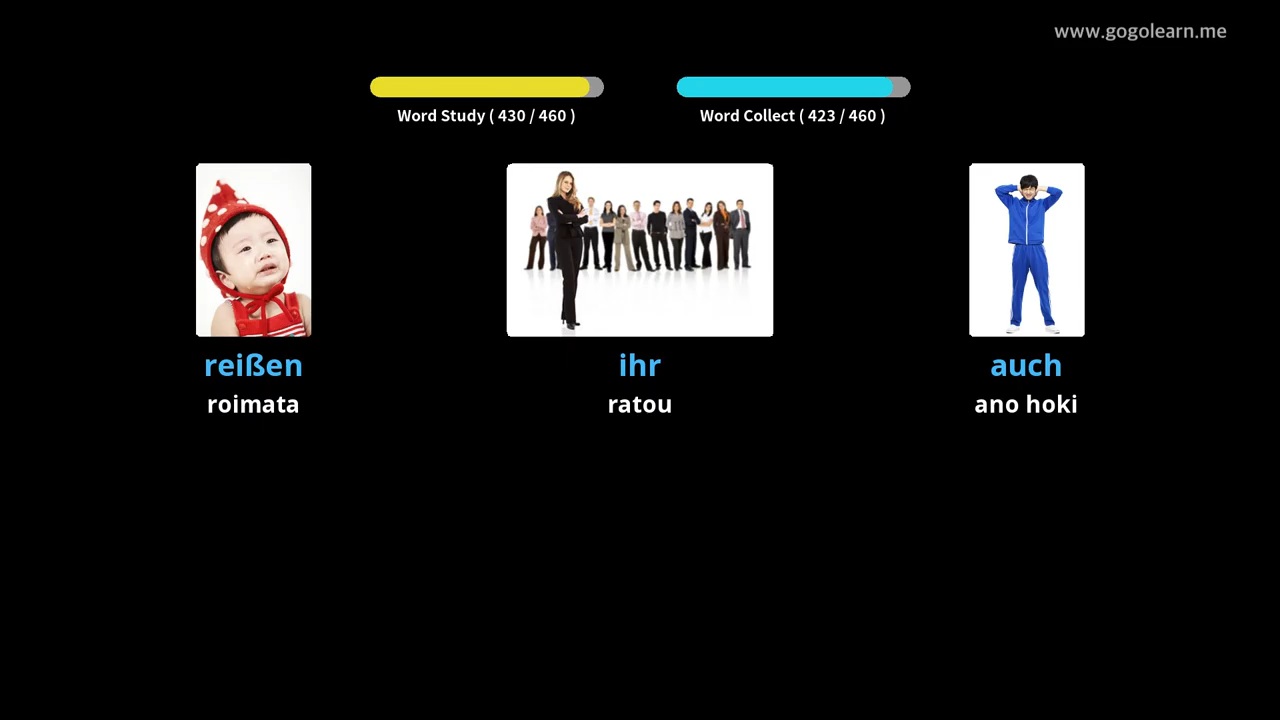 www.gogolearn.me
Word Study ( 430 / 460 )
Word Collect ( 423 / 460 )
reißen
ihr
auch
roimata
ratou
ano hoki